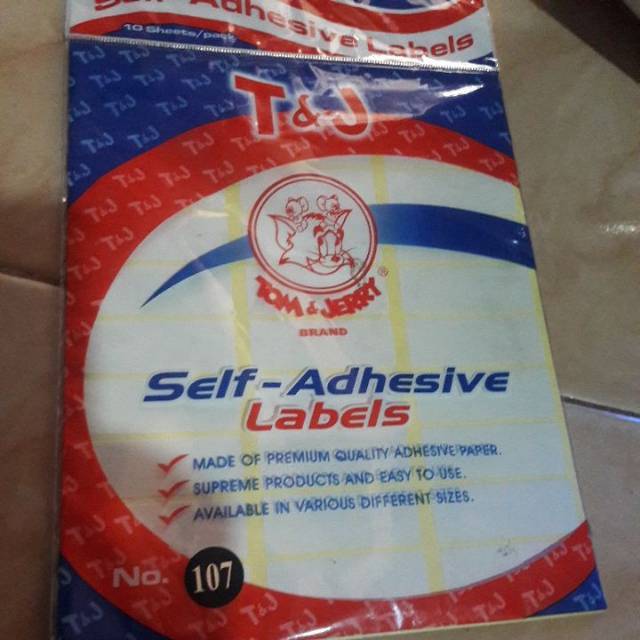 Self-Adhesive Labels
10 Sheets/pack
T&J
TOM & JERRY®
BRAND
Self-Adhesive
Labels
MADE OF PREMIUM QUALITY ADHESIVE PAPER.
SUPREME PRODUCTS AND EASY TO USE.
AVAILABLE IN VARIOUS DIFFERENT SIZES.
No. 107